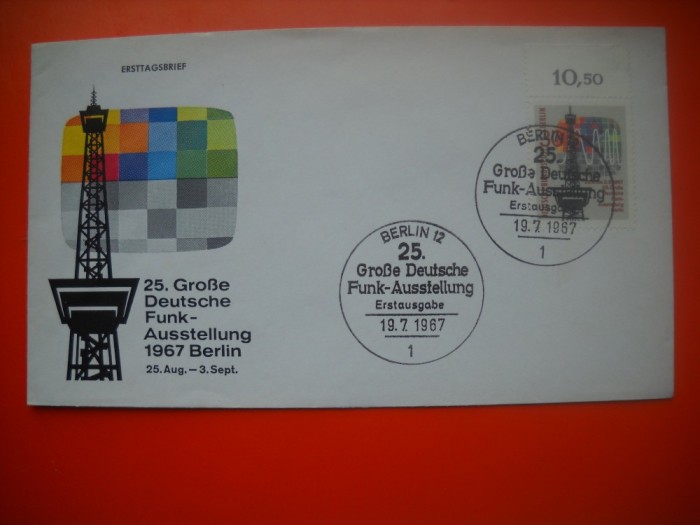 ERSTTAGSBRIEF
10,50
BERLIN
25.
Große Deutsche
Funk-Ausstellung
Erstausgabe
19.7.1967
1
BERLIN 12
25.
Große Deutsche
Funk-Ausstellung
Erstausgabe
19.7.1967
1
25. Große
Deutsche
Funk-
Ausstellung
1967 Berlin
25. Aug. – 3. Sept.